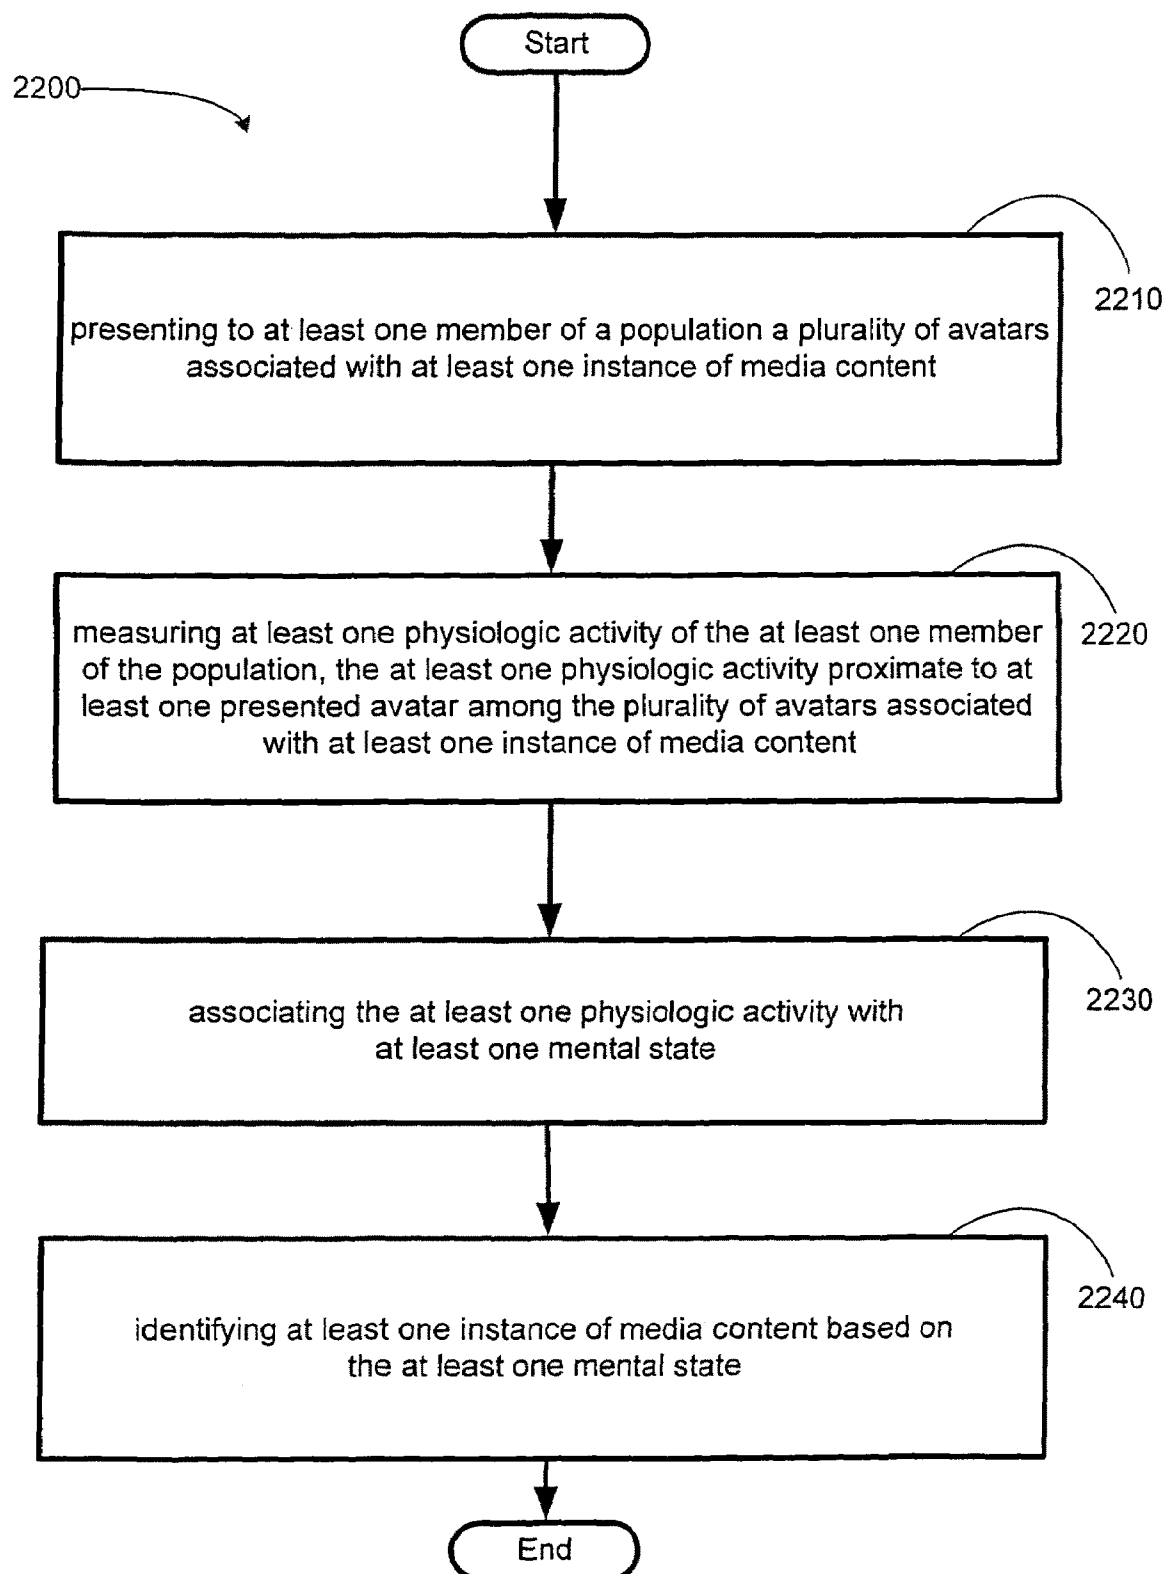 Start
2200
2210
presenting to at least one member of a population a plurality of avatars
associated with at least one instance of media content
2220
measuring at least one physiologic activity of the at least one member
of the population, the at least one physiologic activity proximate to at
least one presented avatar among the plurality of avatars associated
with at least one instance of media content
2230
associating the at least one physiologic activity with
at least one mental state
2240
identifying at least one instance of media content based on
the at least one mental state
End